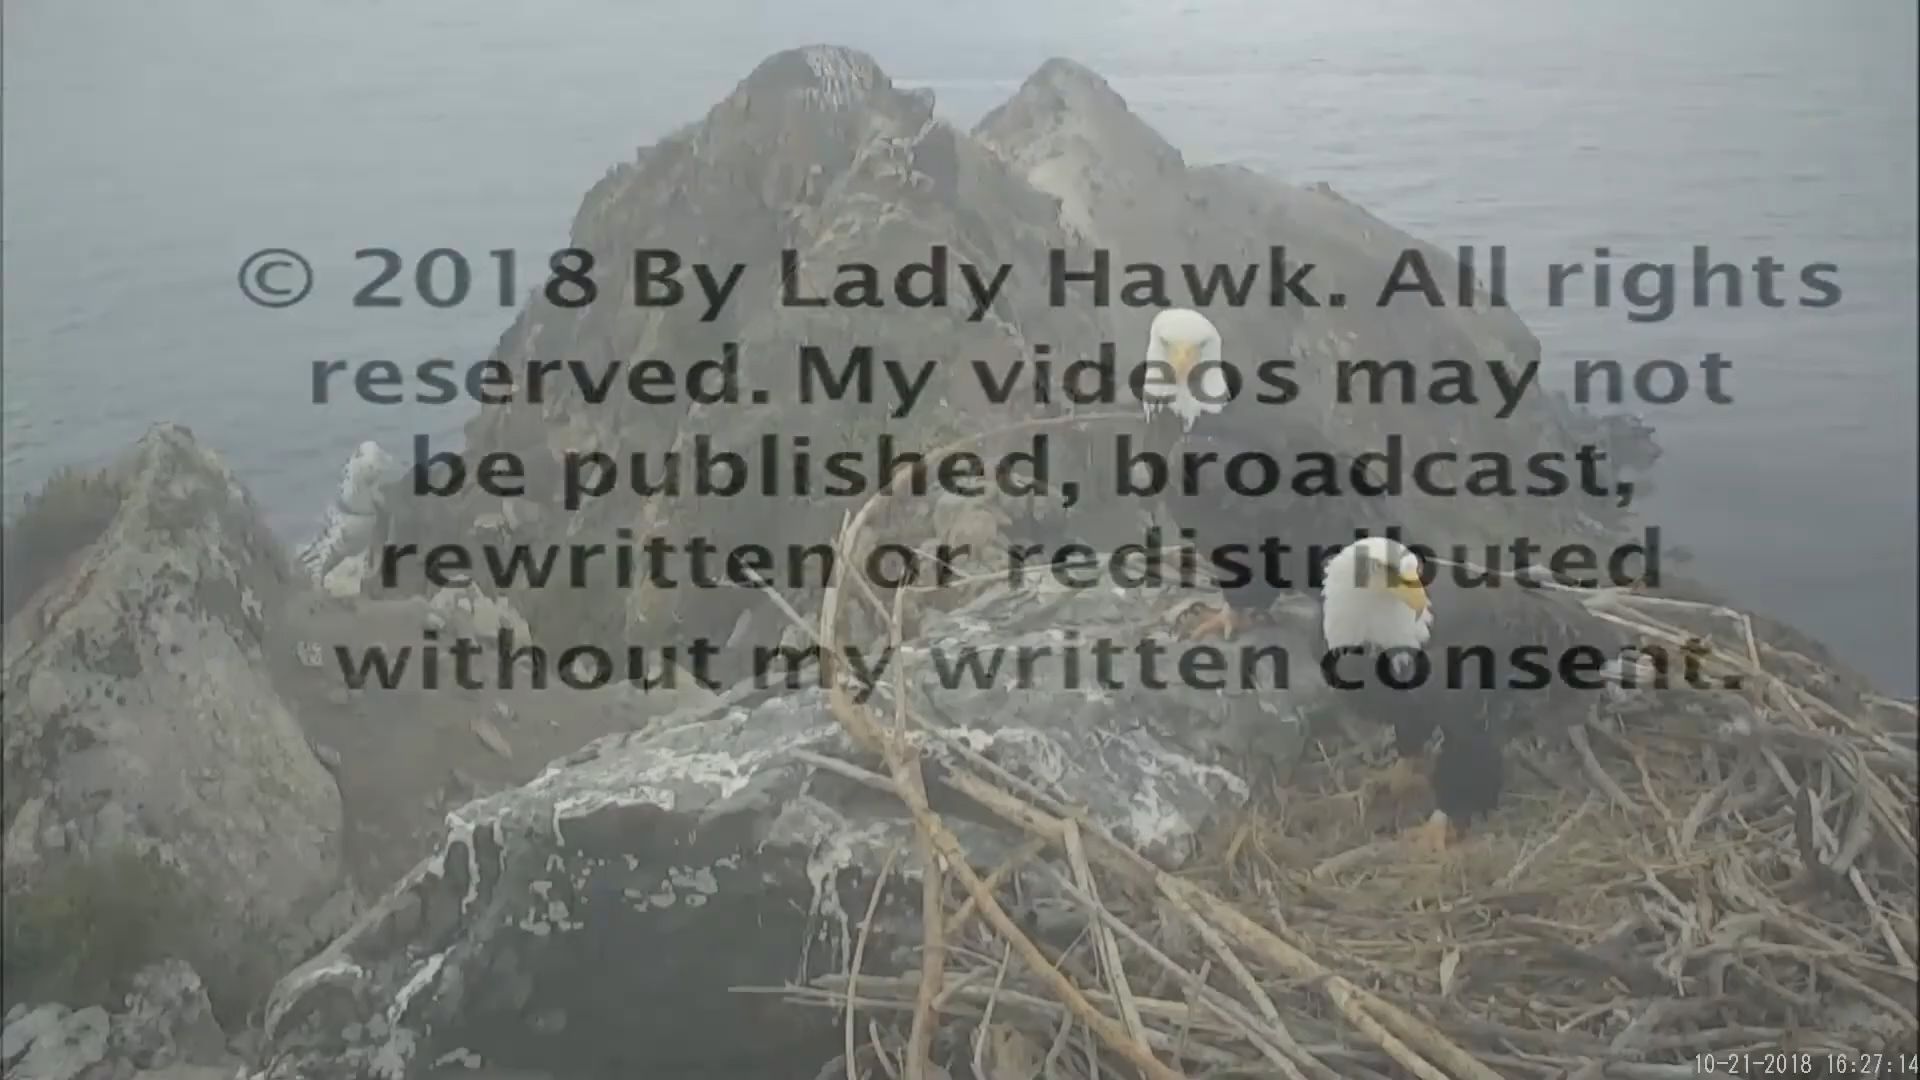 © 2018 By Lady Hawk. All rights
reserved. My videos may not
be published, broadcast,
rewritten or redistributed
without my written consent.
10-21-2018 16:27:14